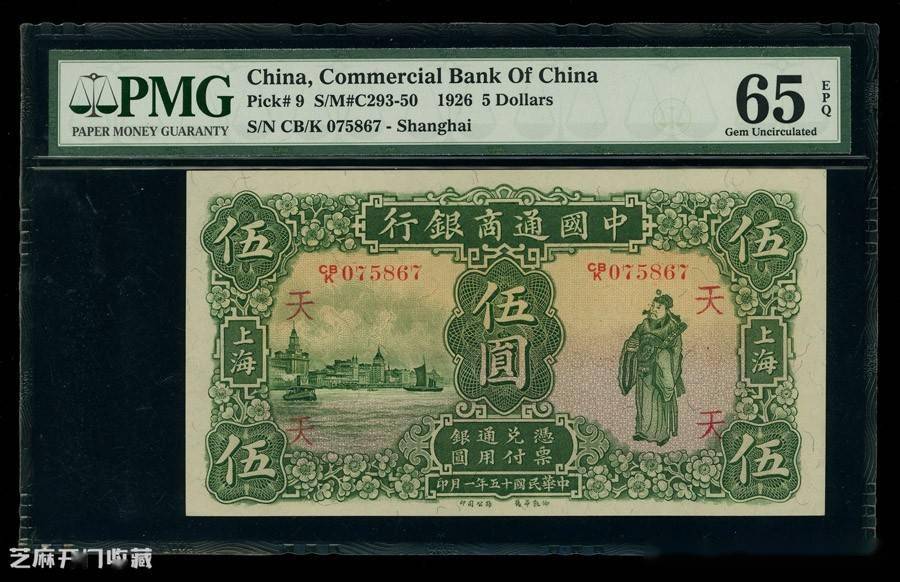 PMG
PAPER MONEY GUARANTY
China, Commercial Bank Of China
Pick# 9 S/M#C293-50 1926 5 Dollars
S/N CB/K 075867 - Shanghai
65 EPQ
Gem Uncirculated
行銀商通國中
伍 伍
CB/K 075867 CB/K 075867
天 天
伍圓
上海 上海
天 天
憑票兌付通用銀圓
伍 伍
印月一年五十國民華中
芝麻开门收藏